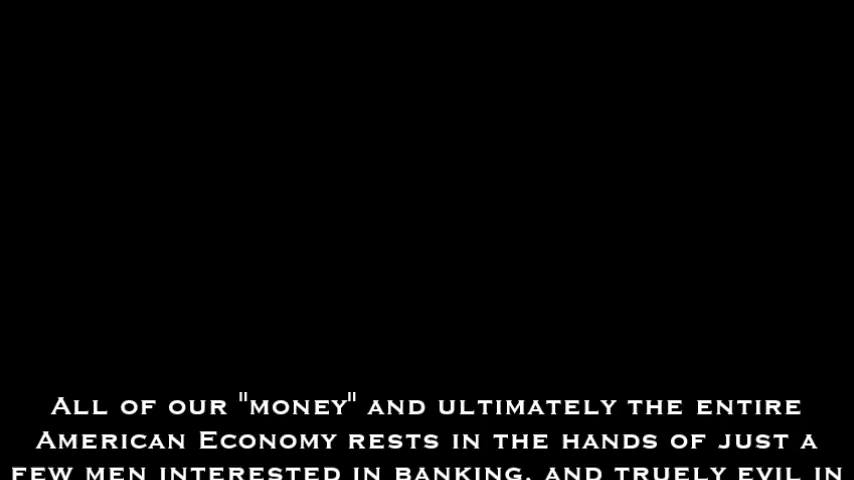 All of our "money" and ultimately the entire
American Economy rests in the hands of just a
few men interested in banking, and truely evil in